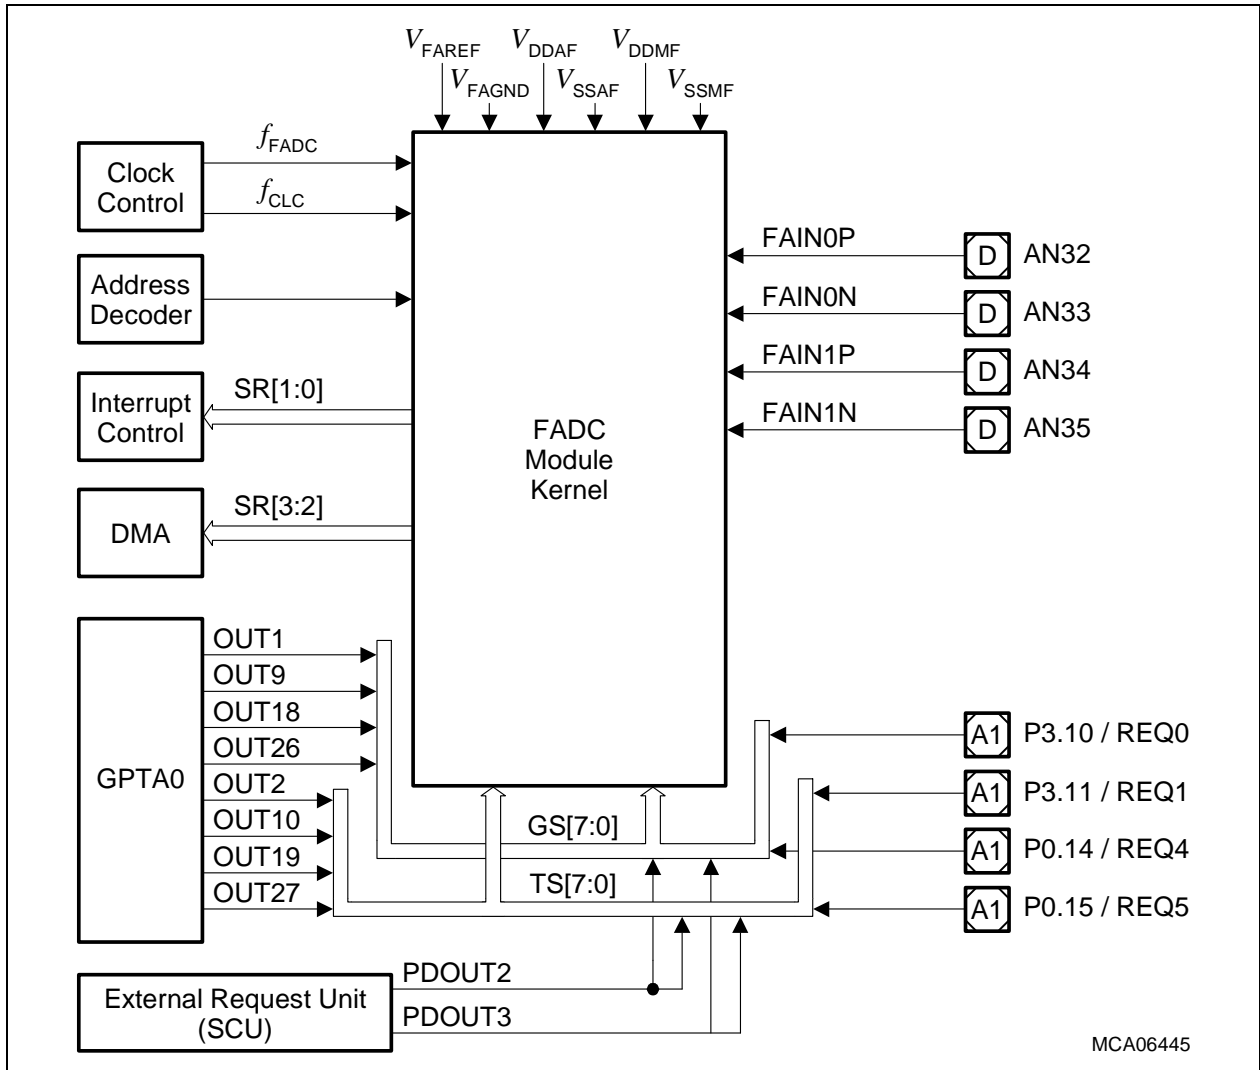 VFAREF VDDAF VDDMF
VFAGND VSSAF VSSMF
Clock
Control
fFADC
fCLC
Address
Decoder
Interrupt
Control
SR[1:0]
DMA
SR[3:2]
FADC
Module
Kernel
FAIN0P
D AN32
FAIN0N
D AN33
FAIN1P
D AN34
FAIN1N
D AN35
GPTA0
OUT1
OUT9
OUT18
OUT26
OUT2
OUT10
OUT19
OUT27
GS[7:0]
TS[7:0]
A1 P3.10 / REQ0
A1 P3.11 / REQ1
A1 P0.14 / REQ4
A1 P0.15 / REQ5
External Request Unit
(SCU)
PDOUT2
PDOUT3
MCA06445